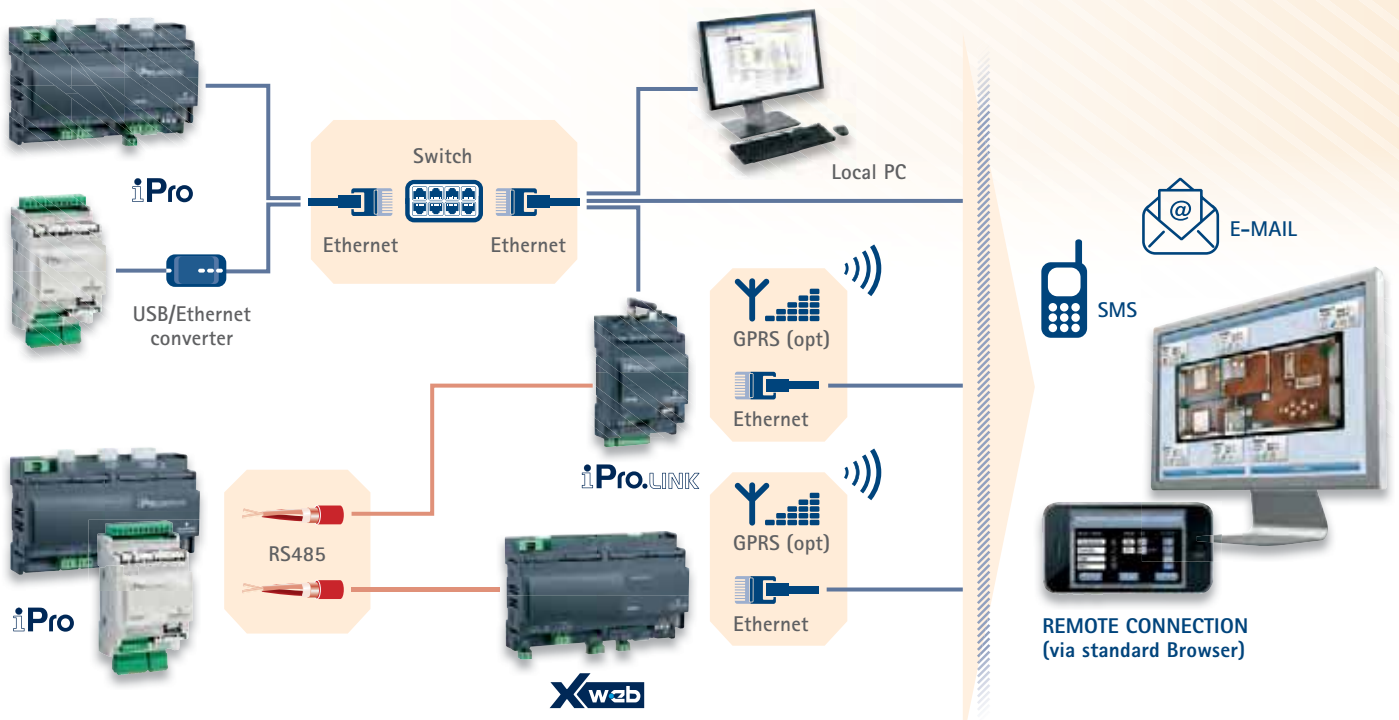 iPro
Switch
Ethernet
Ethernet
USB/Ethernet
converter
Local PC
GPRS (opt)
Ethernet
iPro.LINK
RS485
iPro
GPRS (opt)
Ethernet
Xweb
@
E-MAIL
SMS
REMOTE CONNECTION
(via standard Browser)